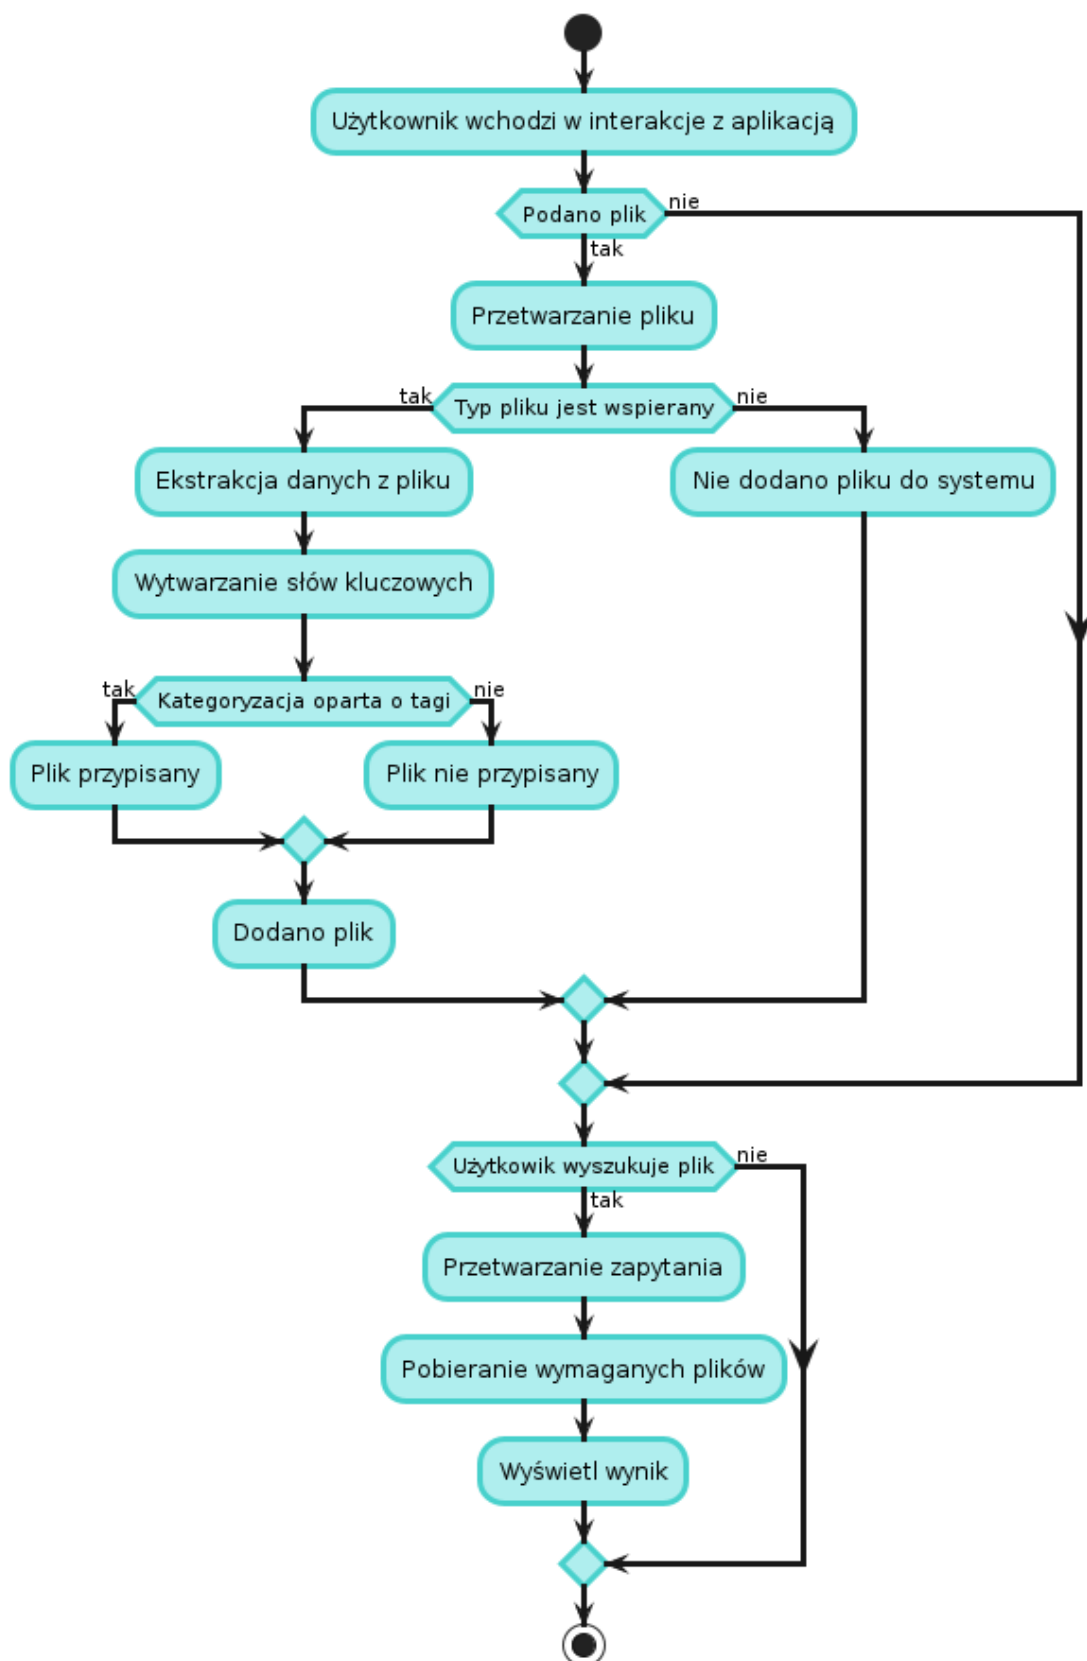 Użytkownik wchodzi w interakcje z aplikacją
Podano plik
nie
tak
Przetwarzanie pliku
tak
Typ pliku jest wspierany
nie
Ekstrakcja danych z pliku
Nie dodano pliku do systemu
Wytwarzanie słów kluczowych
tak
Kategoryzacja oparta o tagi
nie
Plik przypisany
Plik nie przypisany
Dodano plik
Użytkowik wyszukuje plik
nie
tak
Przetwarzanie zapytania
Pobieranie wymaganych plików
Wyświetl wynik